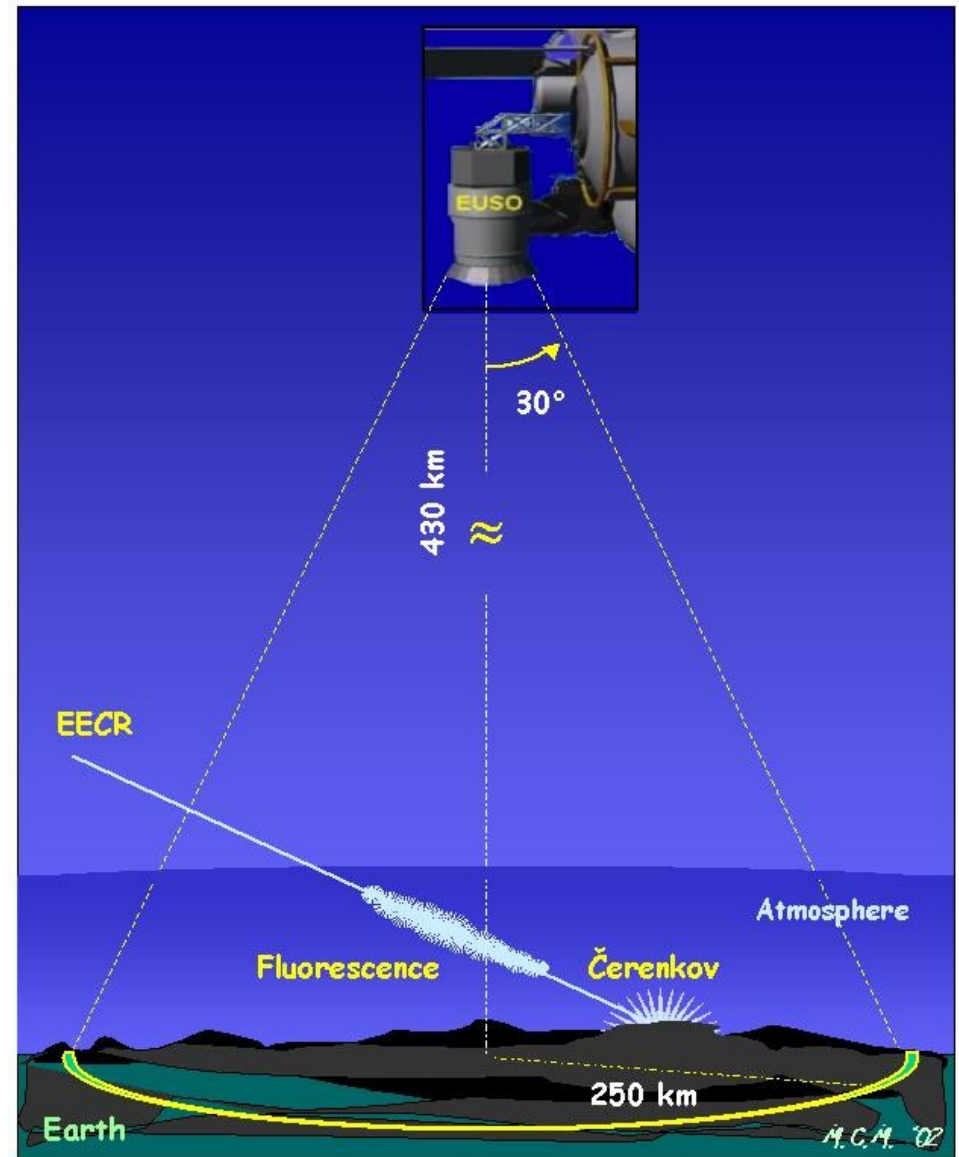 EUSO
30°
430 km
≈
EECR
Atmosphere
Fluorescence
Čerenkov
250 km
Earth
M.C.M. '02